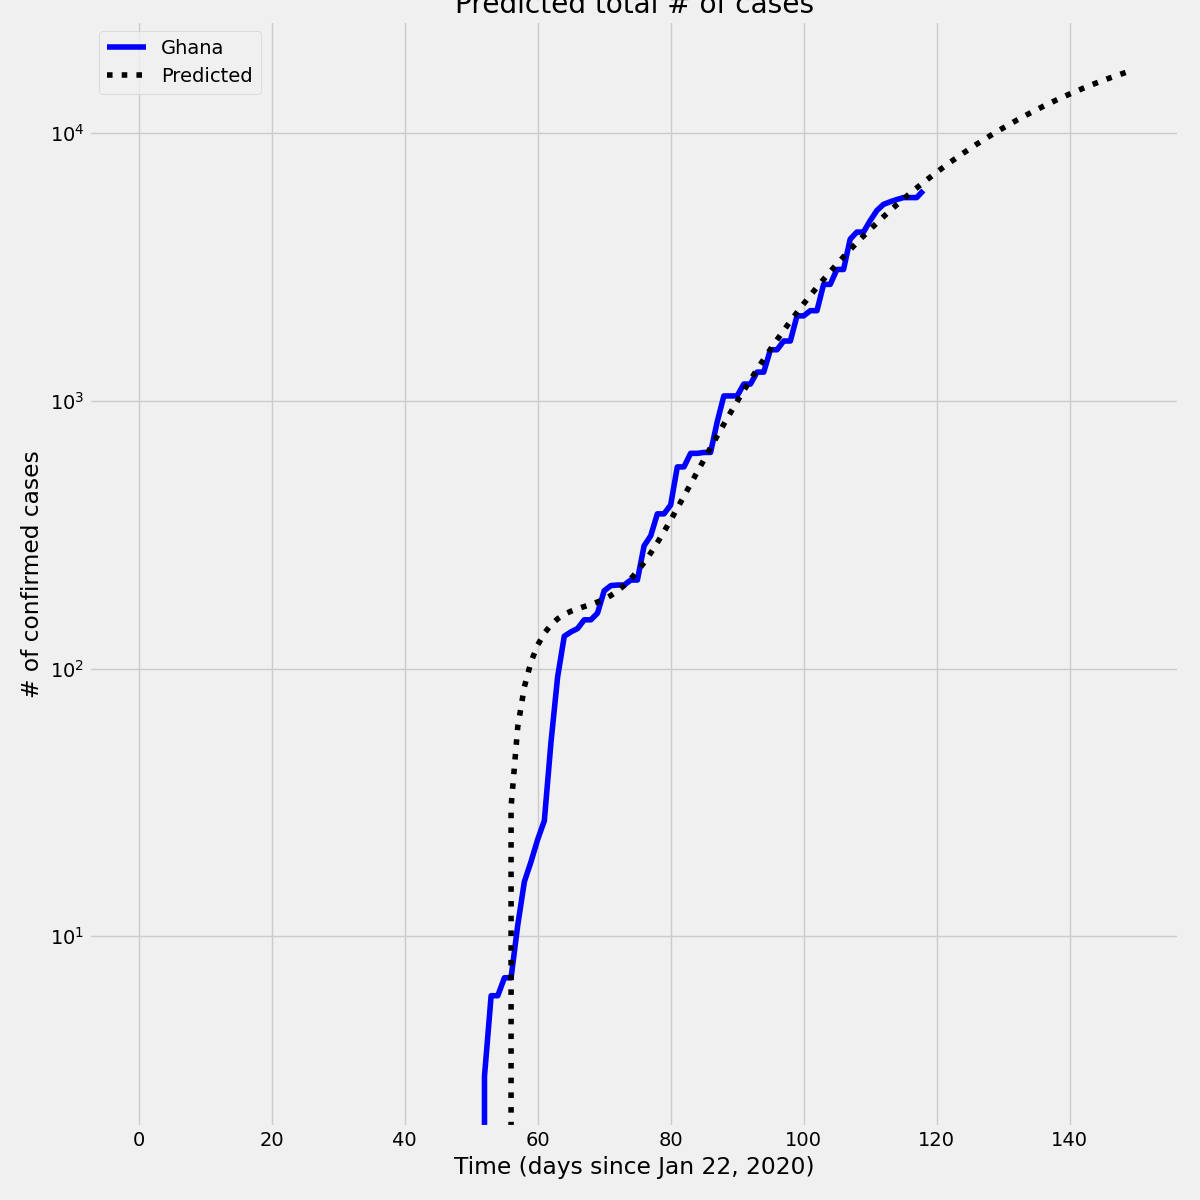 Predicted total # of cases
Ghana
Predicted
# of confirmed cases
10⁴
10³
10²
10¹
0 20 40 60 80 100 120 140
Time (days since Jan 22, 2020)